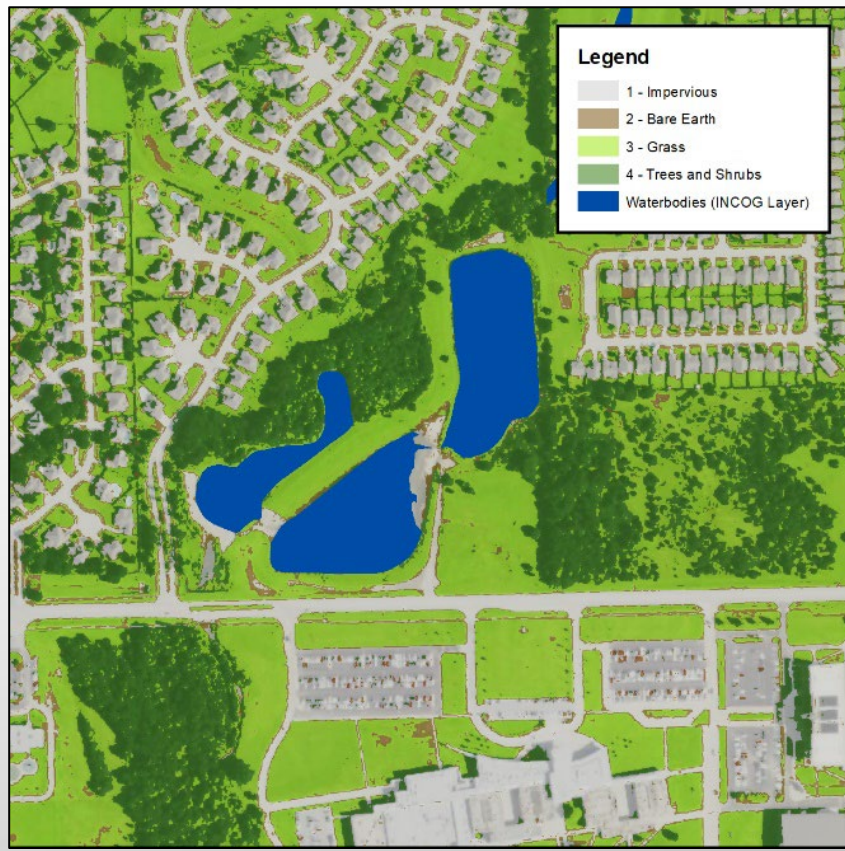 Legend
1 - Impervious
2 - Bare Earth
3 - Grass
4 - Trees and Shrubs
Waterbodies (INCOG Layer)